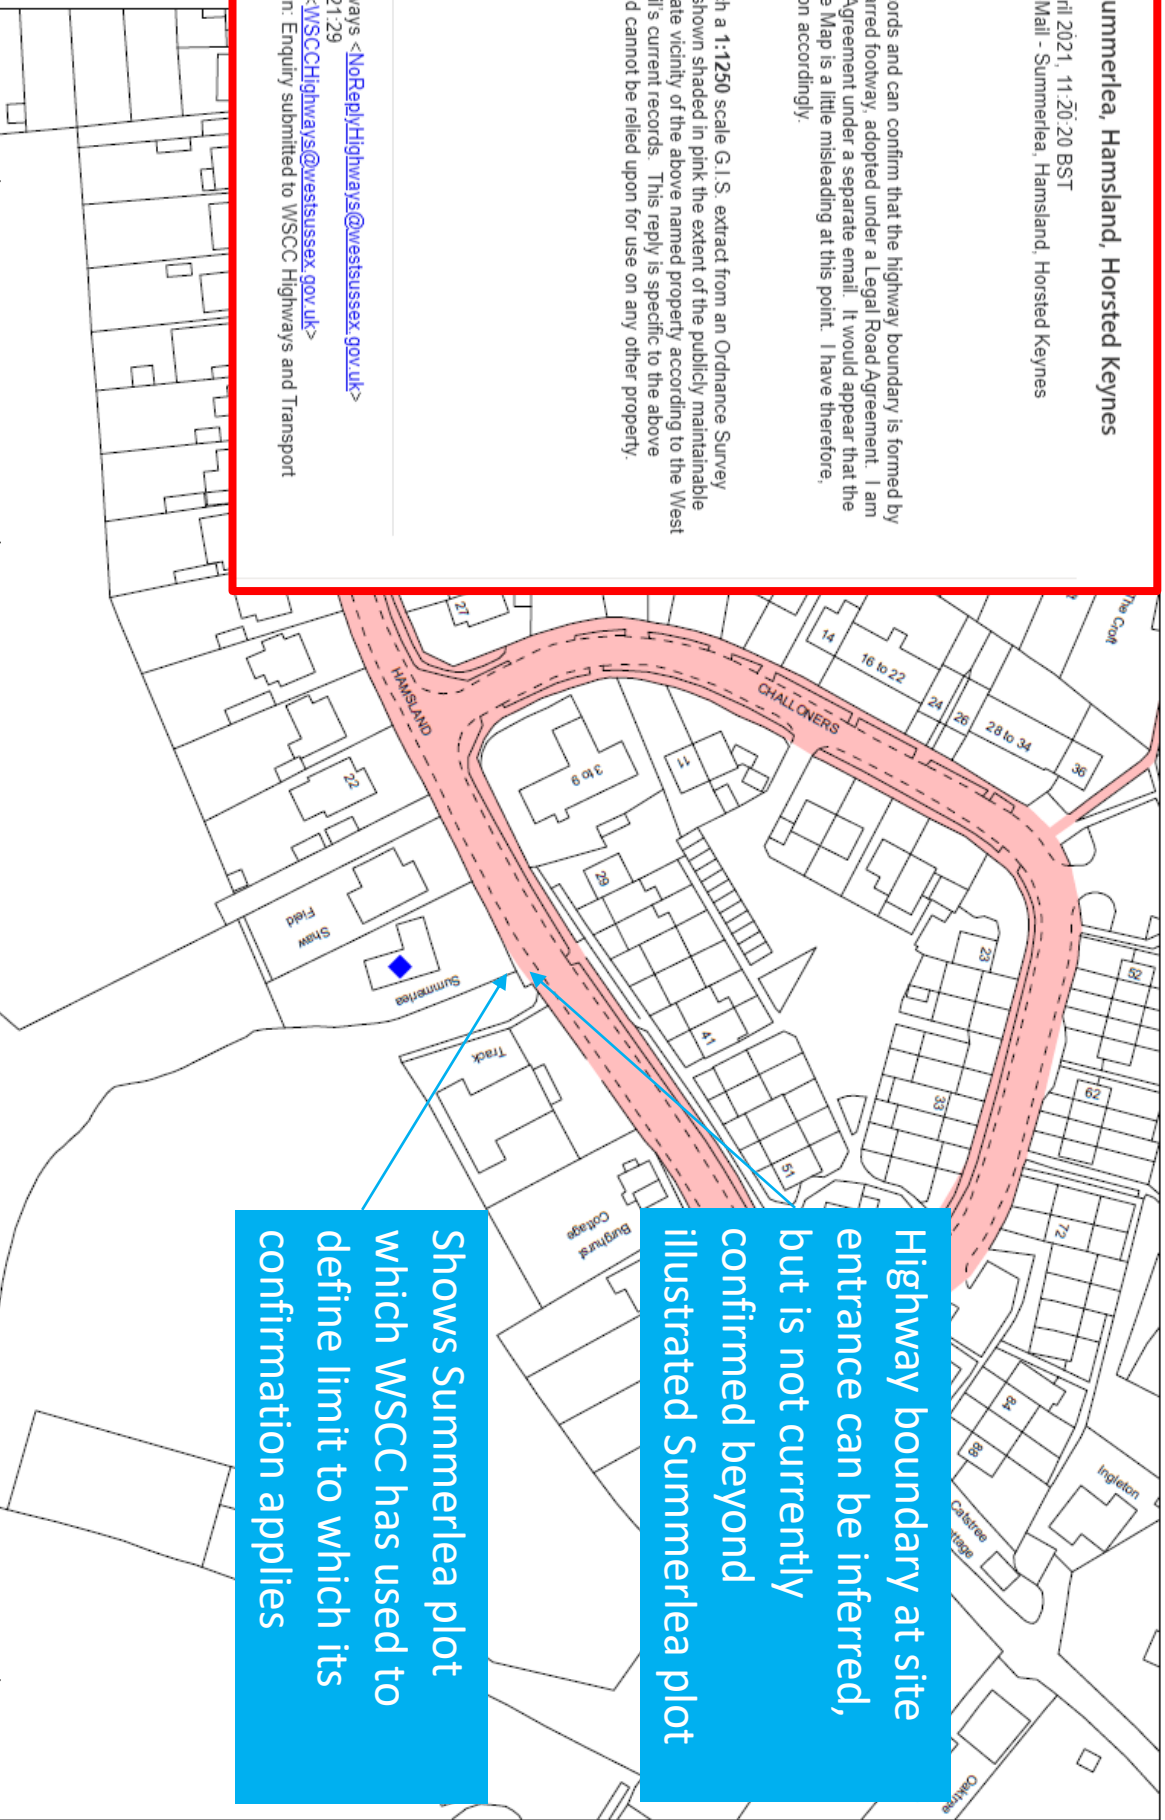 ummerlea, Hamsland, Horsted Keynes
ril 2021, 11:20:20 BST
Mail - Summerlea, Hamsland, Horsted Keynes
ords and can confirm that the highway boundary is formed by
rred footway, adopted under a Legal Road Agreement. I am
Agreement under a separate email. It would appear that the
e Map is a little misleading at this point. I have therefore,
on accordingly.
h a 1:1250 scale G.I.S. extract from an Ordnance Survey
shown shaded in pink the extent of the publicly maintainable
ate vicinity of the above named property according to the West
il's current records. This reply is specific to the above
d cannot be relied upon for use on any other property.
ways <NoReplyHighways@westsussex.gov.uk>
21:29
<WSCCHighways@westsussex.gov.uk>
n: Enquiry submitted to WSCC Highways and Transport
The Croft
14
16 to 22
24
26
28 to 34
36
CHALLONERS
27
HAMSLAND
3 to 9
11
22
29
Shaw
Field
Summerlea
23
52
41
Track
33
62
51
72
Burghurst
Cottage
84
88
Ingleton
Catstree
ttage
Oaktree
Highway boundary at site
entrance can be inferred,
but is not currently
confirmed beyond
illustrated Summerlea plot
Shows Summerlea plot
which WSCC has used to
define limit to which its
confirmation applies